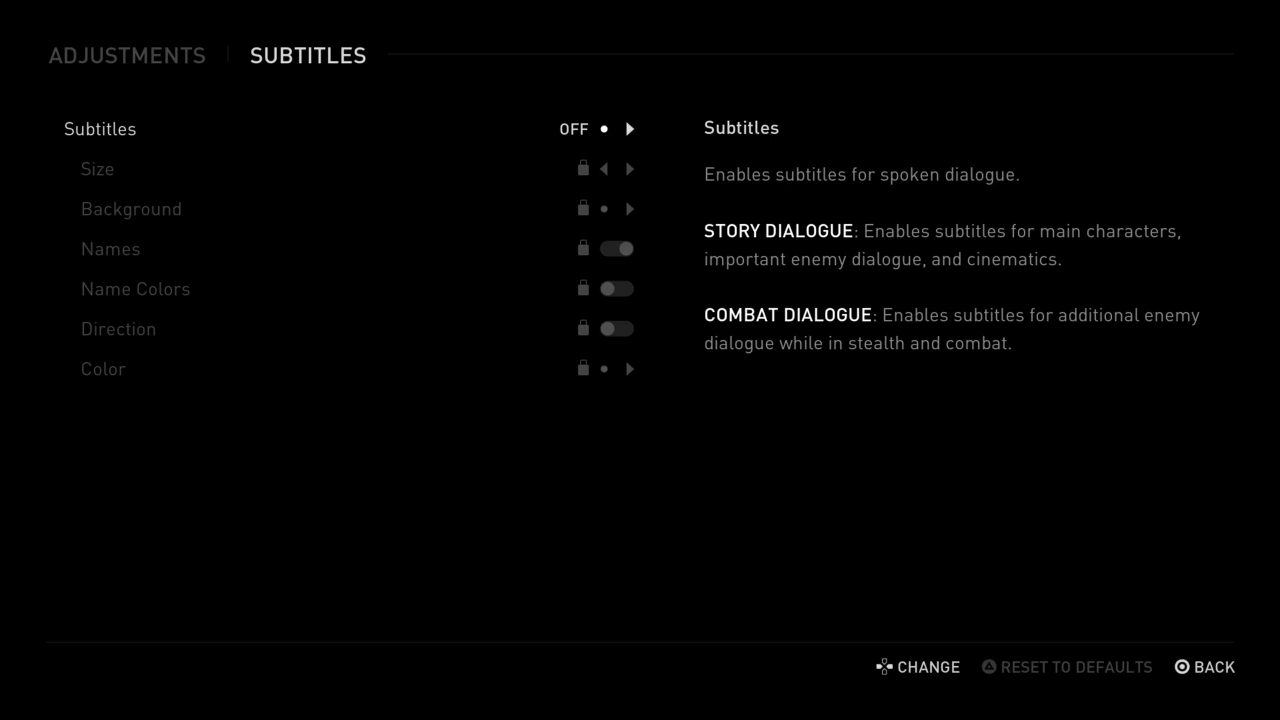 ADJUSTMENTS
SUBTITLES
Subtitles OFF
Size
Background
Names
Name Colors
Direction
Color
Subtitles
Enables subtitles for spoken dialogue.
STORY DIALOGUE: Enables subtitles for main characters,
important enemy dialogue, and cinematics.
COMBAT DIALOGUE: Enables subtitles for additional enemy
dialogue while in stealth and combat.
CHANGE
RESET TO DEFAULTS
BACK